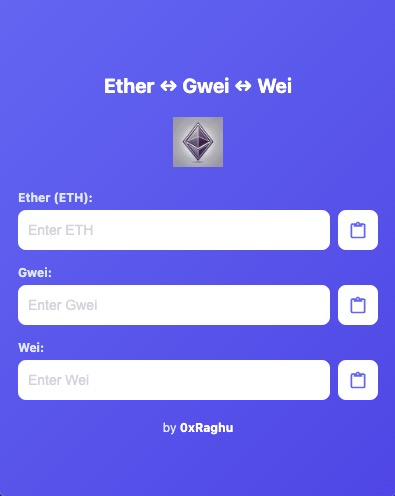 Ether ↔ Gwei ↔ Wei
Ether (ETH):
Enter ETH
Gwei:
Enter Gwei
Wei:
Enter Wei
by 0xRaghu